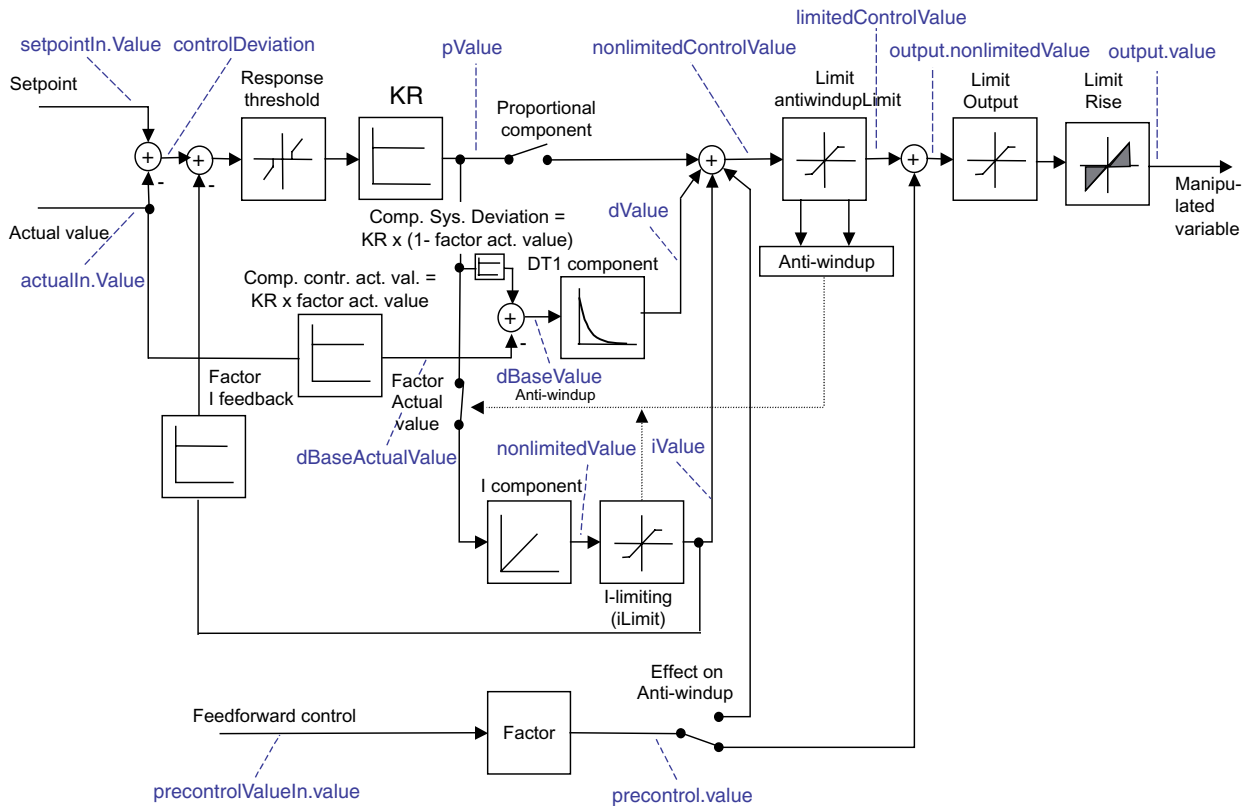 limitedControlValue
setpointIn.Value
controlDeviation
pValue
nonlimitedControlValue
output.nonlimitedValue
output.value
Setpoint
Response
threshold
KR
Proportional
component
Limit
antiwindupLimit
Limit
Output
Limit
Rise
+
-
+
-
+
+
Manipu-
lated
variable
Actual value
actualIn.Value
Comp. Sys. Deviation =
KR x (1- factor act. value)
dValue
Anti-windup
Comp. contr. act. val. =
KR x factor act. value
DT1 component
+
-
Factor
I feedback
Factor
Actual
value
dBaseValue
Anti-windup
dBaseActualValue
nonlimitedValue
iValue
I component
I-limiting
(iLimit)
Effect on
Anti-windup
Feedforward control
Factor
precontrolValueIn.value
precontrol.value